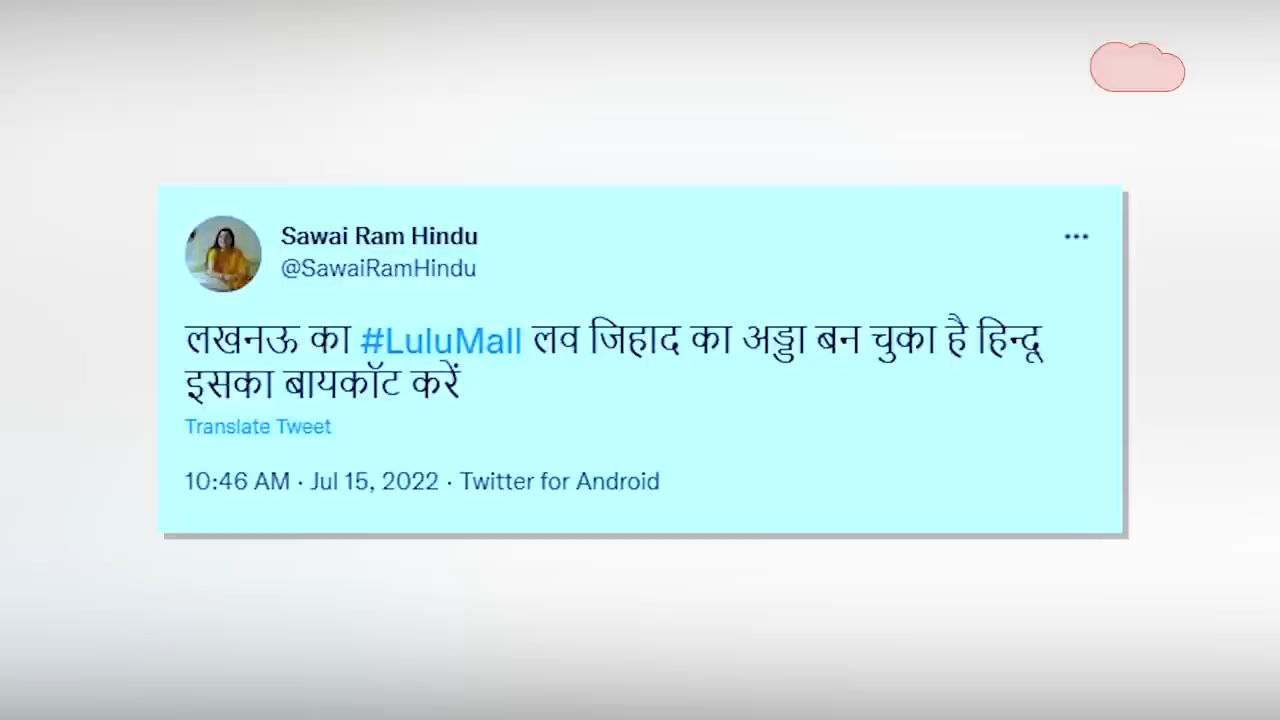 Sawai Ram Hindu
@SawaiRamHindu
लखनऊ का #LuluMall लव जिहाद का अड्डा बन चुका है हिन्दू
इसका बायकॉट करें
Translate Tweet
10:46 AM · Jul 15, 2022 · Twitter for Android